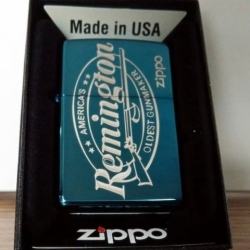 Made in USA
zippo
AMERICA'S
Remington
OLDEST GUNMAKER
zippo